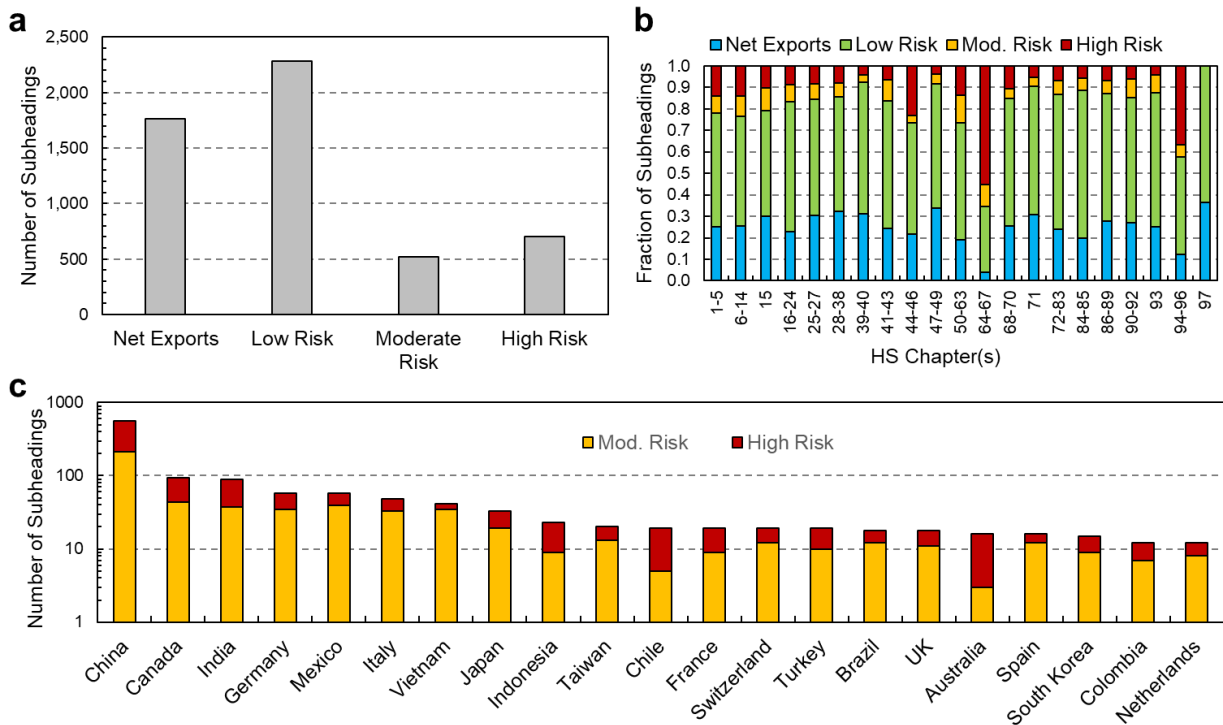 a
Number of Subheadings
2,500
2,000
1,500
1,000
500
0
Net Exports
Low Risk
Moderate Risk
High Risk
b
Net Exports
Low Risk
Mod. Risk
High Risk
Fraction of Subheadings
1.0
0.9
0.8
0.7
0.6
0.5
0.4
0.3
0.2
0.1
0.0
1-5
6-14
15
16-24
25-27
28-38
39-40
41-43
44-46
47-49
50-63
64-67
68-70
71
72-83
84-85
86-89
90-92
93
94-96
97
HS Chapter(s)
c
Number of Subheadings
1000
100
10
1
Mod. Risk
High Risk
China
Canada
India
Germany
Mexico
Italy
Vietnam
Japan
Indonesia
Taiwan
Chile
France
Switzerland
Turkey
Brazil
UK
Australia
Spain
South Korea
Colombia
Netherlands